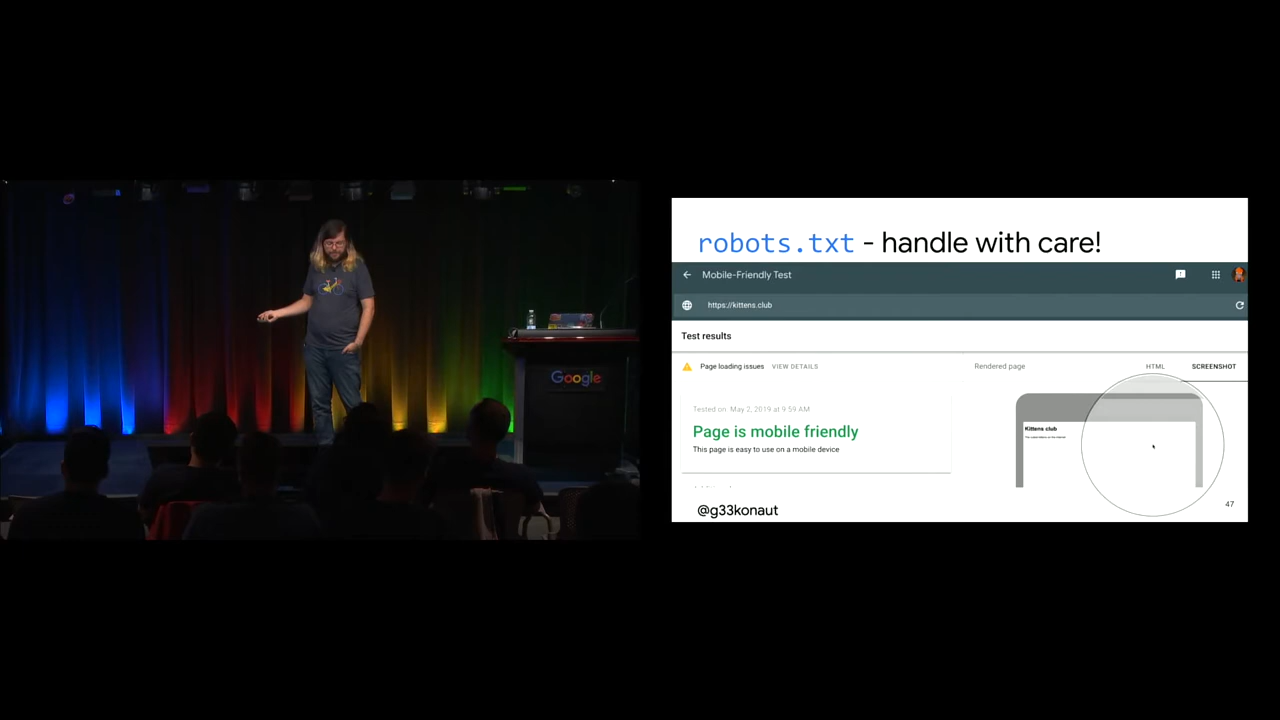 Google
robots.txt - handle with care!
Mobile-Friendly Test
https://kittens.club
Test results
Page loading issues VIEW DETAILS
Rendered page HTML SCREENSHOT
Tested on: May 2, 2019 at 9:59 AM
Page is mobile friendly
This page is easy to use on a mobile device
Kittens club
@g33konaut
47